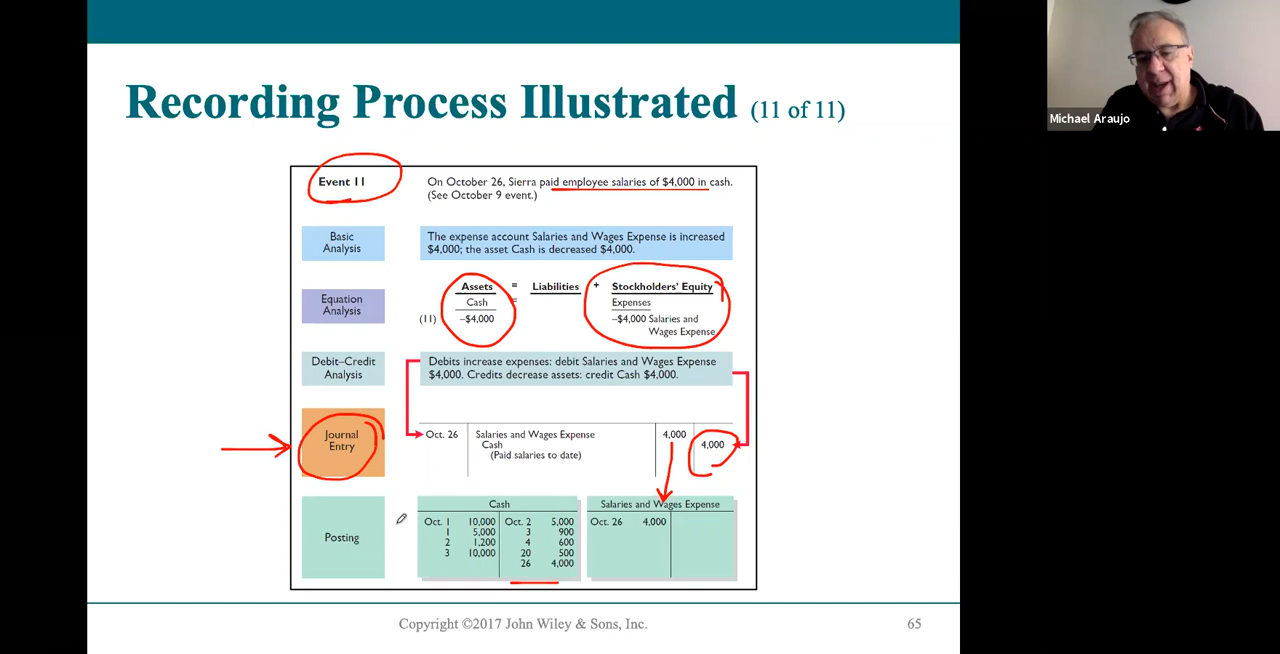 Recording Process Illustrated (11 of 11)
Michael Araujo
Event 11
On October 26, Sierra paid employee salaries of $4,000 in cash.
(See October 9 event.)
Basic
Analysis
The expense account Salaries and Wages Expense is increased
$4,000; the asset Cash is decreased $4,000.
Equation
Analysis
Assets = Liabilities + Stockholders' Equity
Cash = Expenses
(11) –$4,000 –$4,000 Salaries and
Wages Expense
Debit–Credit
Analysis
Debits increase expenses: debit Salaries and Wages Expense
$4,000. Credits decrease assets: credit Cash $4,000.
Journal
Entry
Oct. 26 Salaries and Wages Expense 4,000
Cash 4,000
(Paid salaries to date)
Posting
Cash
Oct. 1 10,000 Oct. 2 5,000
1 5,000 3 900
2 1,200 4 600
3 10,000 20 500
26 4,000
Salaries and Wages Expense
Oct. 26 4,000
Copyright ©2017 John Wiley & Sons, Inc.
65